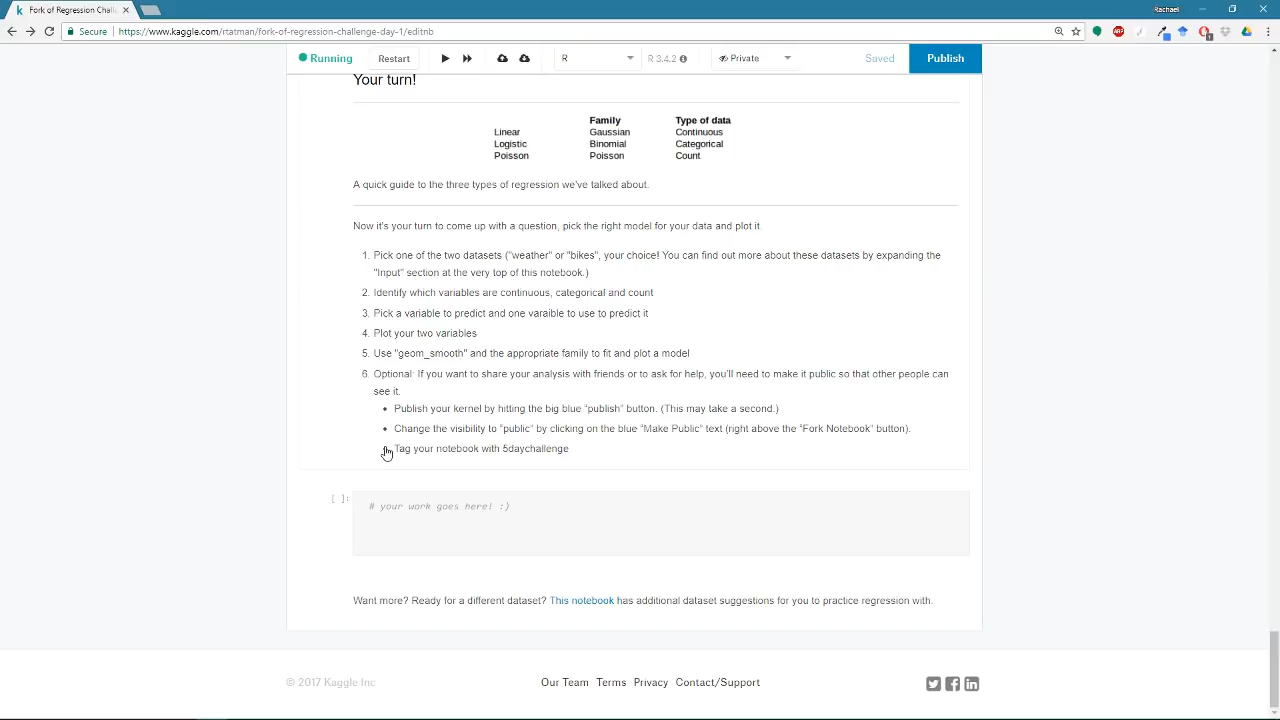 Fork of Regression Challe
Rachael
Secure
https://www.kaggle.com/rtatman/fork-of-regression-challenge-day-1/editnb
Running
Restart
R
R 3.4.2
Private
Saved
Publish
Your turn!
Family Type of data
Linear Gaussian Continuous
Logistic Binomial Categorical
Poisson Poisson Count
A quick guide to the three types of regression we've talked about.
Now it's your turn to come up with a question, pick the right model for your data and plot it.
1. Pick one of the two datasets ("weather" or "bikes", your choice! You can find out more about these datasets by expanding the
"Input" section at the very top of this notebook.)
2. Identify which variables are continuous, categorical and count
3. Pick a variable to predict and one varaible to use to predict it
4. Plot your two variables
5. Use "geom_smooth" and the appropriate family to fit and plot a model
6. Optional: If you want to share your analysis with friends or to ask for help, you'll need to make it public so that other people can
see it.
• Publish your kernel by hitting the big blue "publish" button. (This may take a second.)
• Change the visibility to "public" by clicking on the blue "Make Public" text (right above the "Fork Notebook" button).
Tag your notebook with 5daychallenge
[ ]:
# your work goes here! :)
Want more? Ready for a different dataset? This notebook has additional dataset suggestions for you to practice regression with.
© 2017 Kaggle Inc
Our Team Terms Privacy Contact/Support